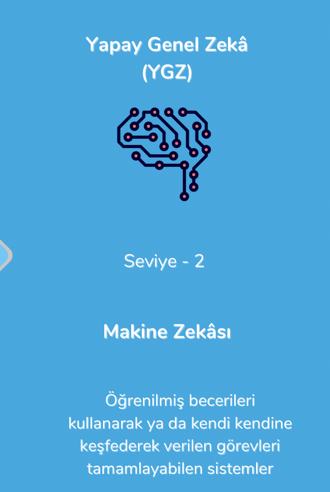 Yapay Genel Zekâ
(YGZ)
Seviye - 2
Makine Zekâsı
Öğrenilmiş becerileri
kullanarak ya da kendi kendine
keşfederek verilen görevleri
tamamlayabilen sistemler